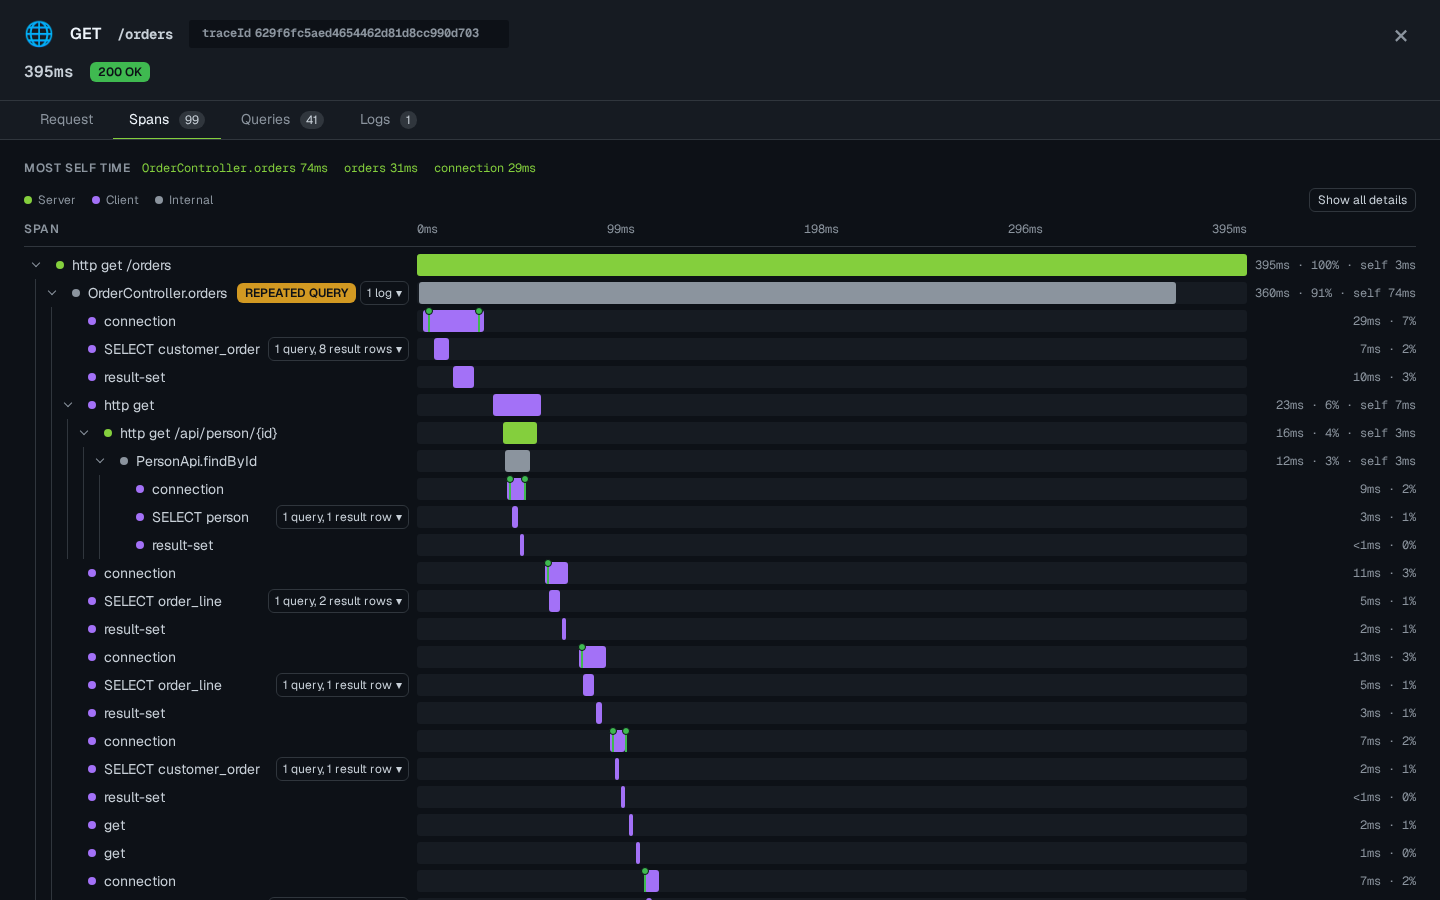 GET /orders traceId 629f6fc5aed4654462d81d8cc990d703
395ms 200 OK
Request Spans 99 Queries 41 Logs 1
MOST SELF TIME OrderController.orders 74ms orders 31ms connection 29ms
Server Client Internal Show all details
SPAN 0ms 99ms 198ms 296ms 395ms
http get /orders 395ms · 100% · self 3ms
OrderController.orders REPEATED QUERY 1 log ▾ 360ms · 91% · self 74ms
connection 29ms · 7%
SELECT customer_order 1 query, 8 result rows ▾ 7ms · 2%
result-set 10ms · 3%
http get 23ms · 6% · self 7ms
http get /api/person/{id} 16ms · 4% · self 3ms
PersonApi.findById 12ms · 3% · self 3ms
connection 9ms · 2%
SELECT person 1 query, 1 result row ▾ 3ms · 1%
result-set <1ms · 0%
connection 11ms · 3%
SELECT order_line 1 query, 2 result rows ▾ 5ms · 1%
result-set 2ms · 1%
connection 13ms · 3%
SELECT order_line 1 query, 1 result row ▾ 5ms · 1%
result-set 3ms · 1%
connection 7ms · 2%
SELECT customer_order 1 query, 1 result row ▾ 2ms · 1%
result-set <1ms · 0%
get 2ms · 1%
get 1ms · 0%
connection 7ms · 2%